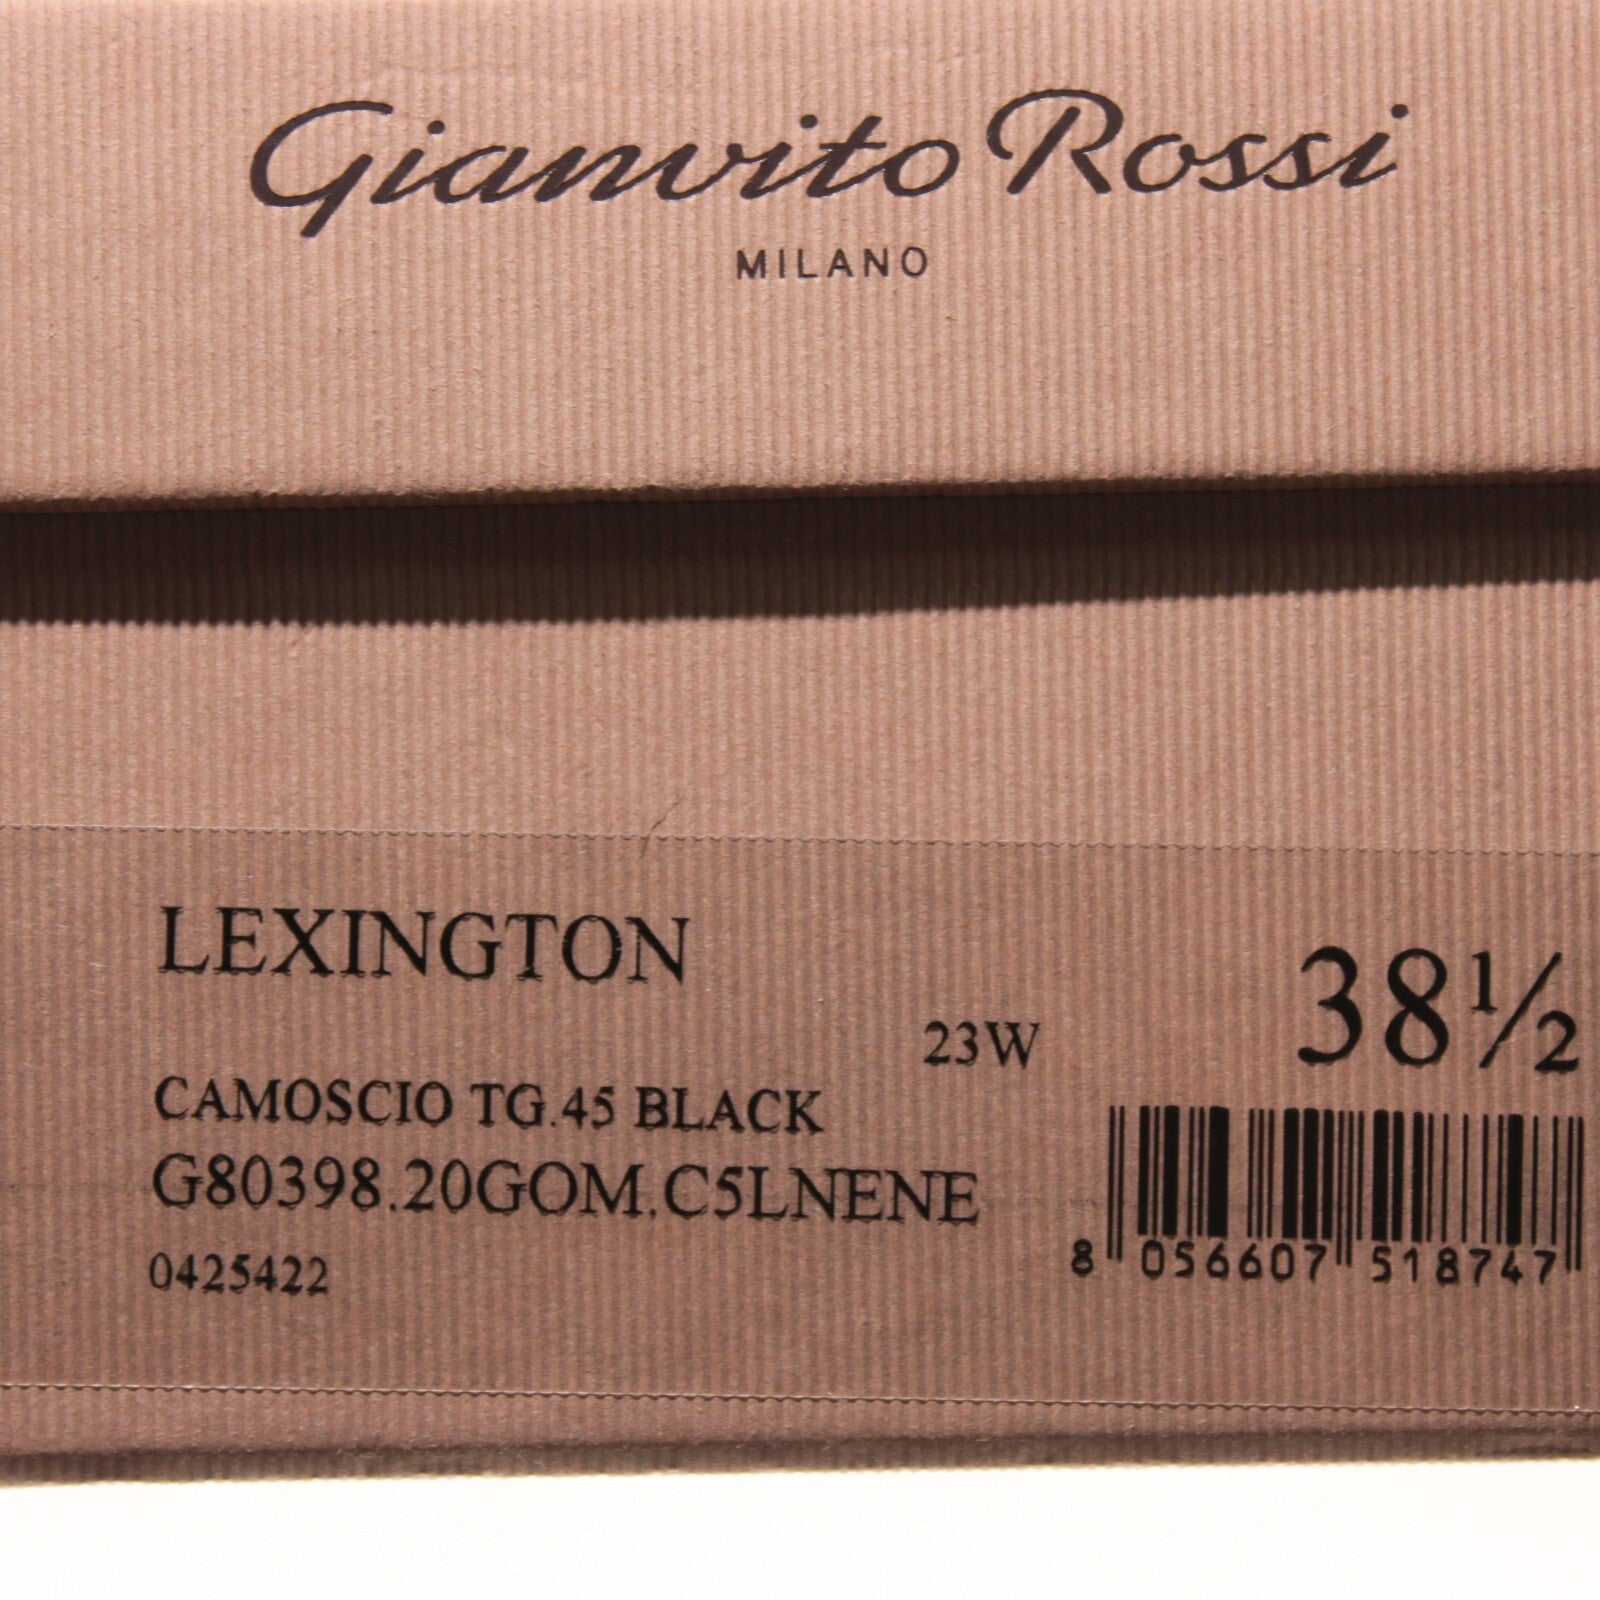 Gianvito Rossi
MILANO
LEXINGTON
38½
23W
CAMOSCIO TG.45 BLACK
G80398.20GOM.C5LNENE
0425422
8 056607 518747